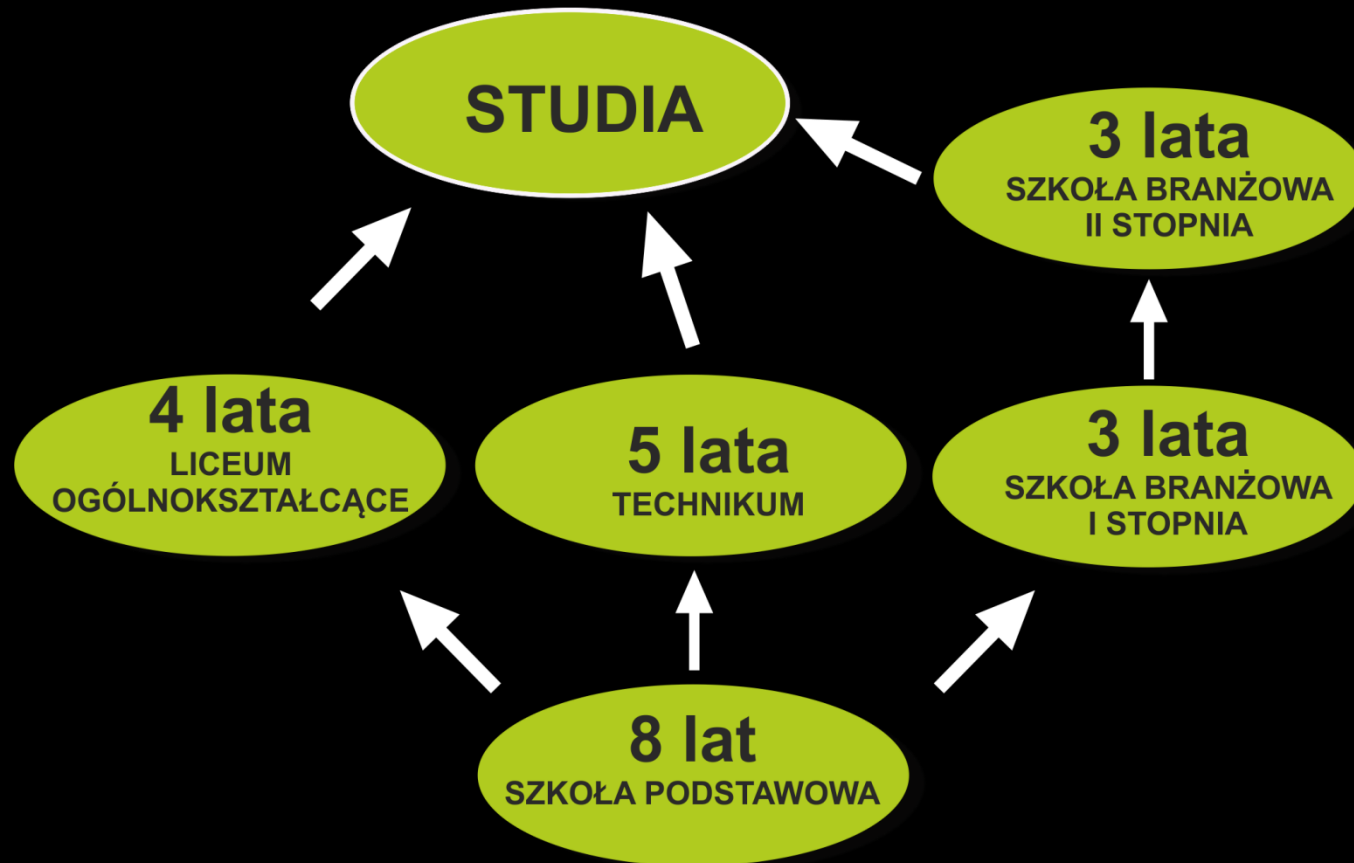 STUDIA
3 lata
SZKOŁA BRANŻOWA
II STOPNIA
4 lata
LICEUM
OGÓLNOKSZTAŁCĄCE
5 lata
TECHNIKUM
3 lata
SZKOŁA BRANŻOWA
I STOPNIA
8 lat
SZKOŁA PODSTAWOWA